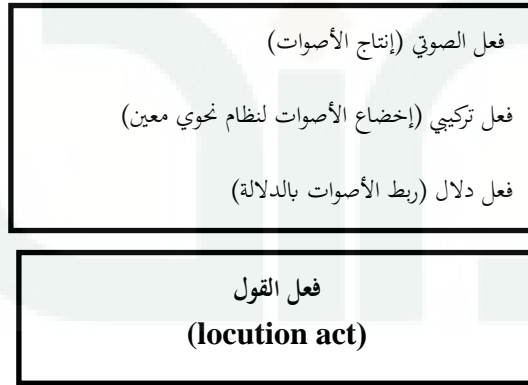 فعل الصوتي (إنتاج الأصوات)
فعل تركيبي (إخضاع الأصوات لنظام نحوي معين)
فعل دلال (ربط الأصوات بالدلالة)
فعل القول
(locution act)